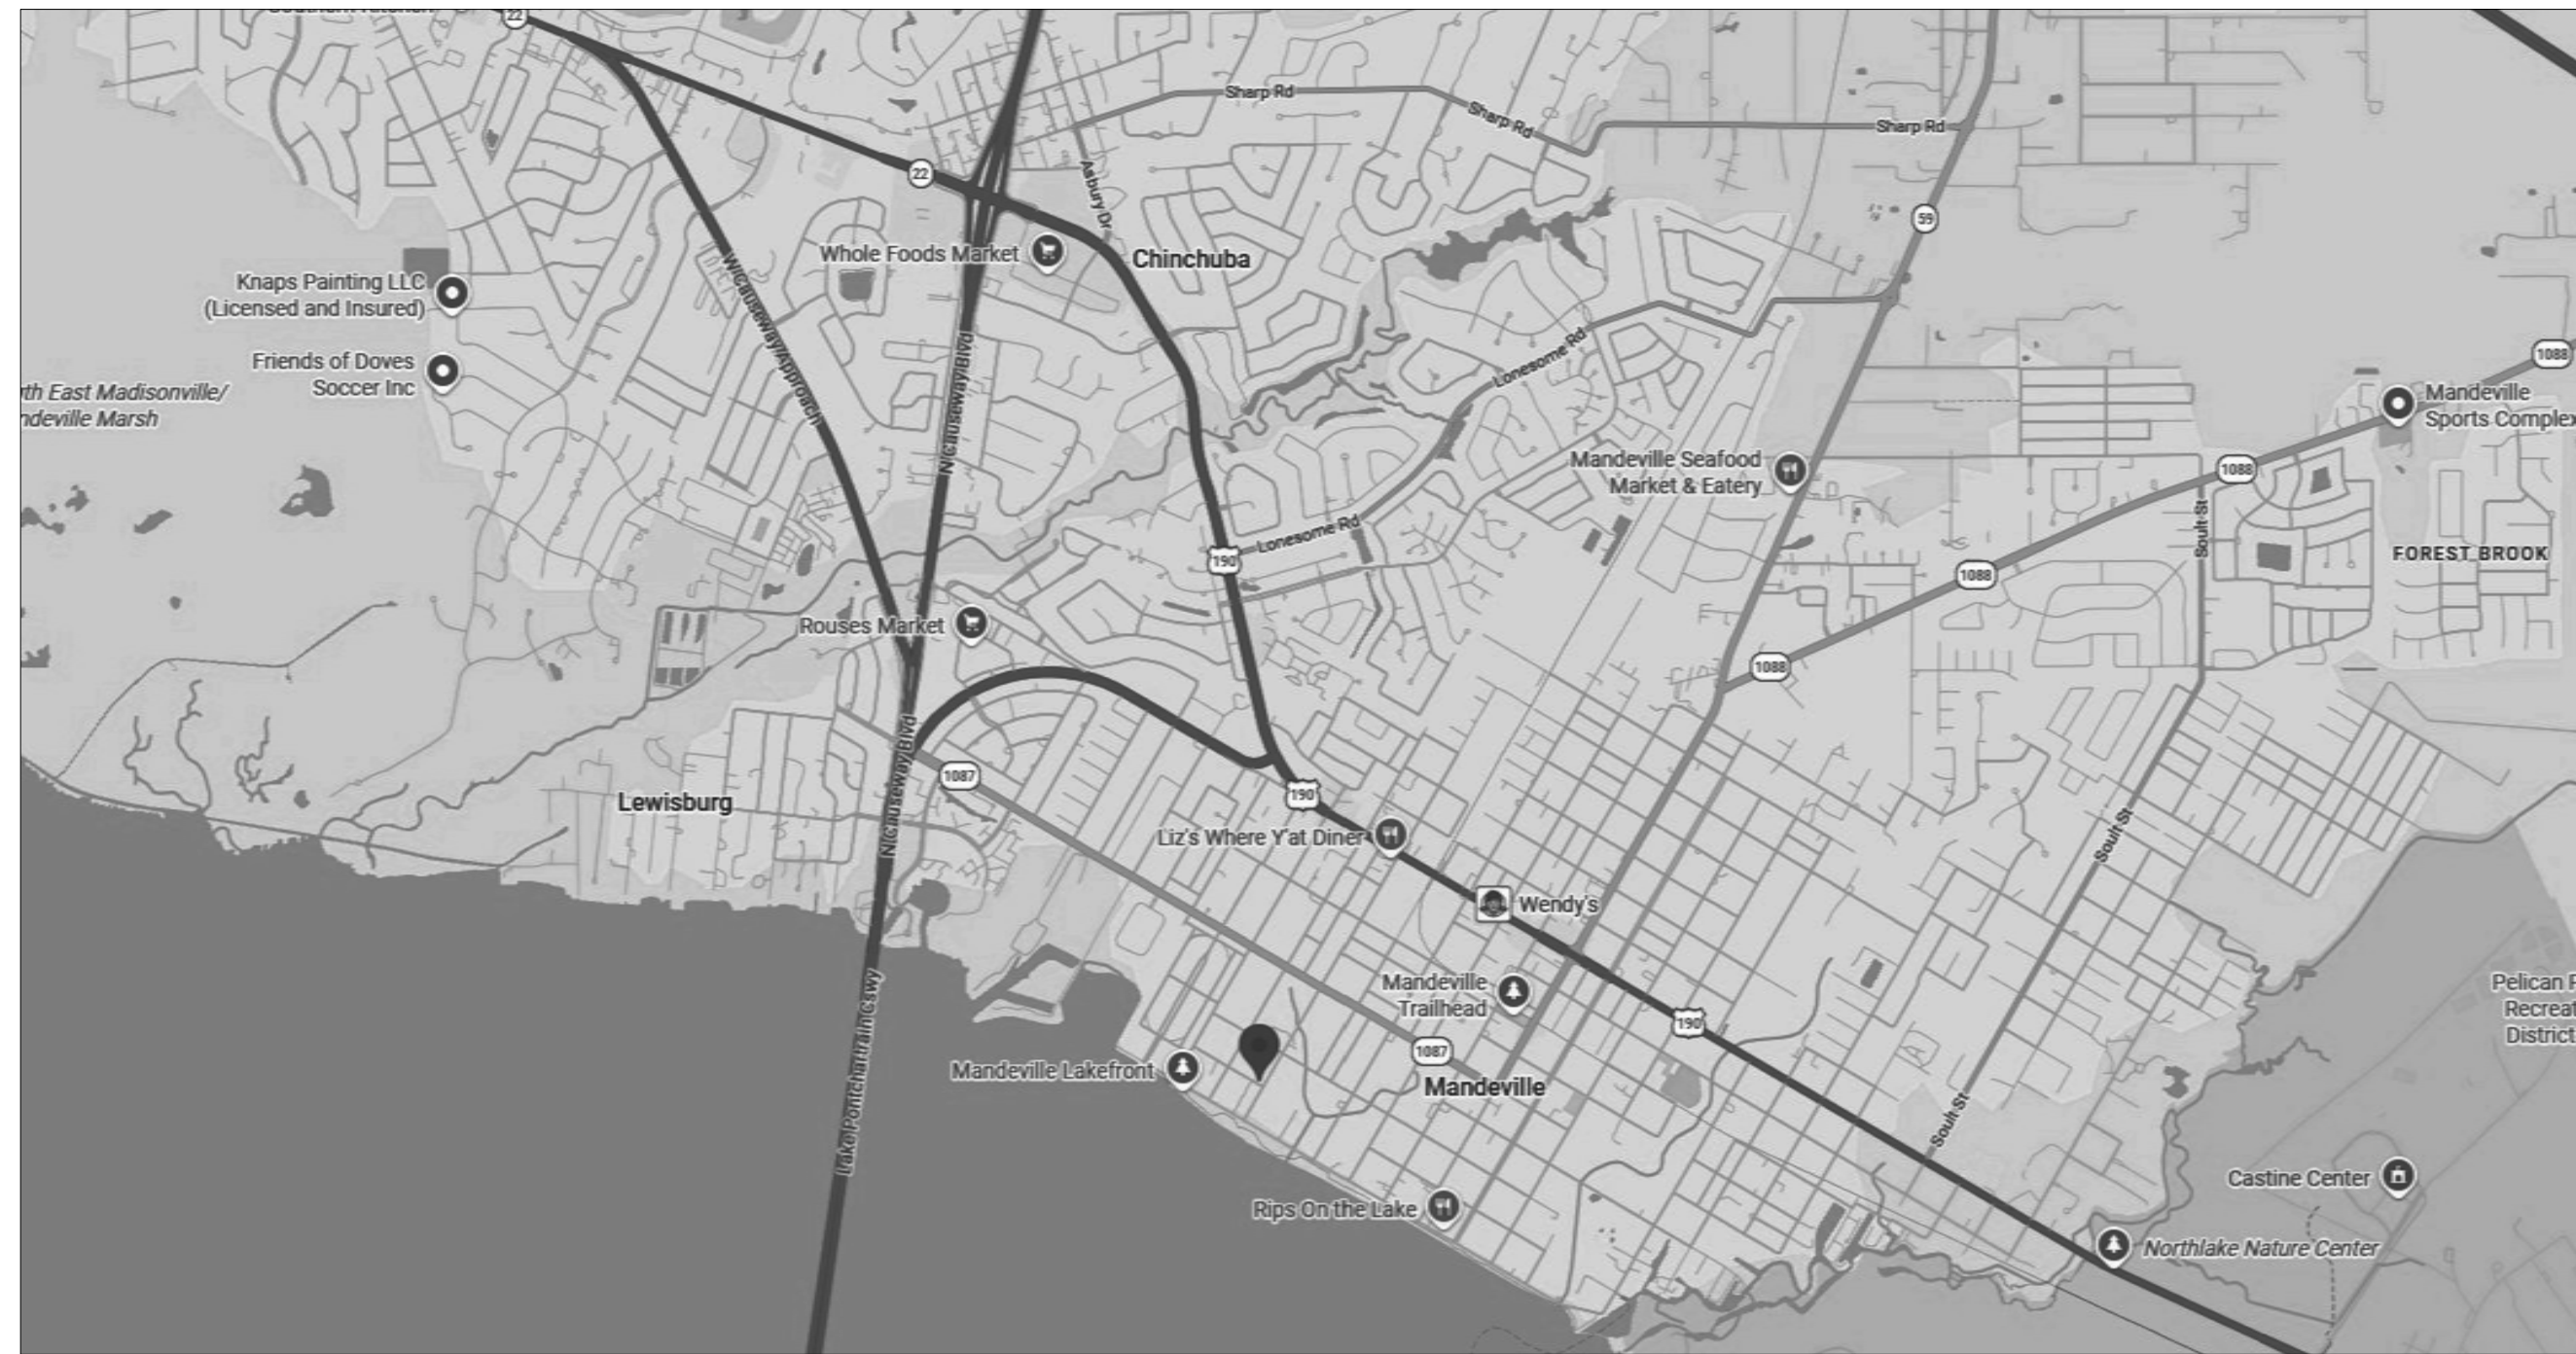 22
Sharp Rd
Sharp Rd
Sharp Rd
22
Asbury Dr
59
Whole Foods Market
Chinchuba
Knaps Painting LLC
(Licensed and Insured)
W Causeway Approach
N Causeway Blvd
Lonesome Rd
1088
Friends of Doves
Soccer Inc
rth East Madisonville/
ndeville Marsh
Mandeville
Sports Complex
Mandeville Seafood
Market & Eatery
1088
Soult St
Lonesome Rd
190
FOREST BROOK
1088
Rouses Market
1088
N Causeway Blvd
1087
190
Lewisburg
Liz's Where Y'at Diner
Soult St
Wendy's
Mandeville
Trailhead
Pelican P
Recreat
District
190
Lake Pontchartrain Cswy
Mandeville Lakefront
1087
Mandeville
Soult St
Castine Center
Rips On the Lake
Northlake Nature Center